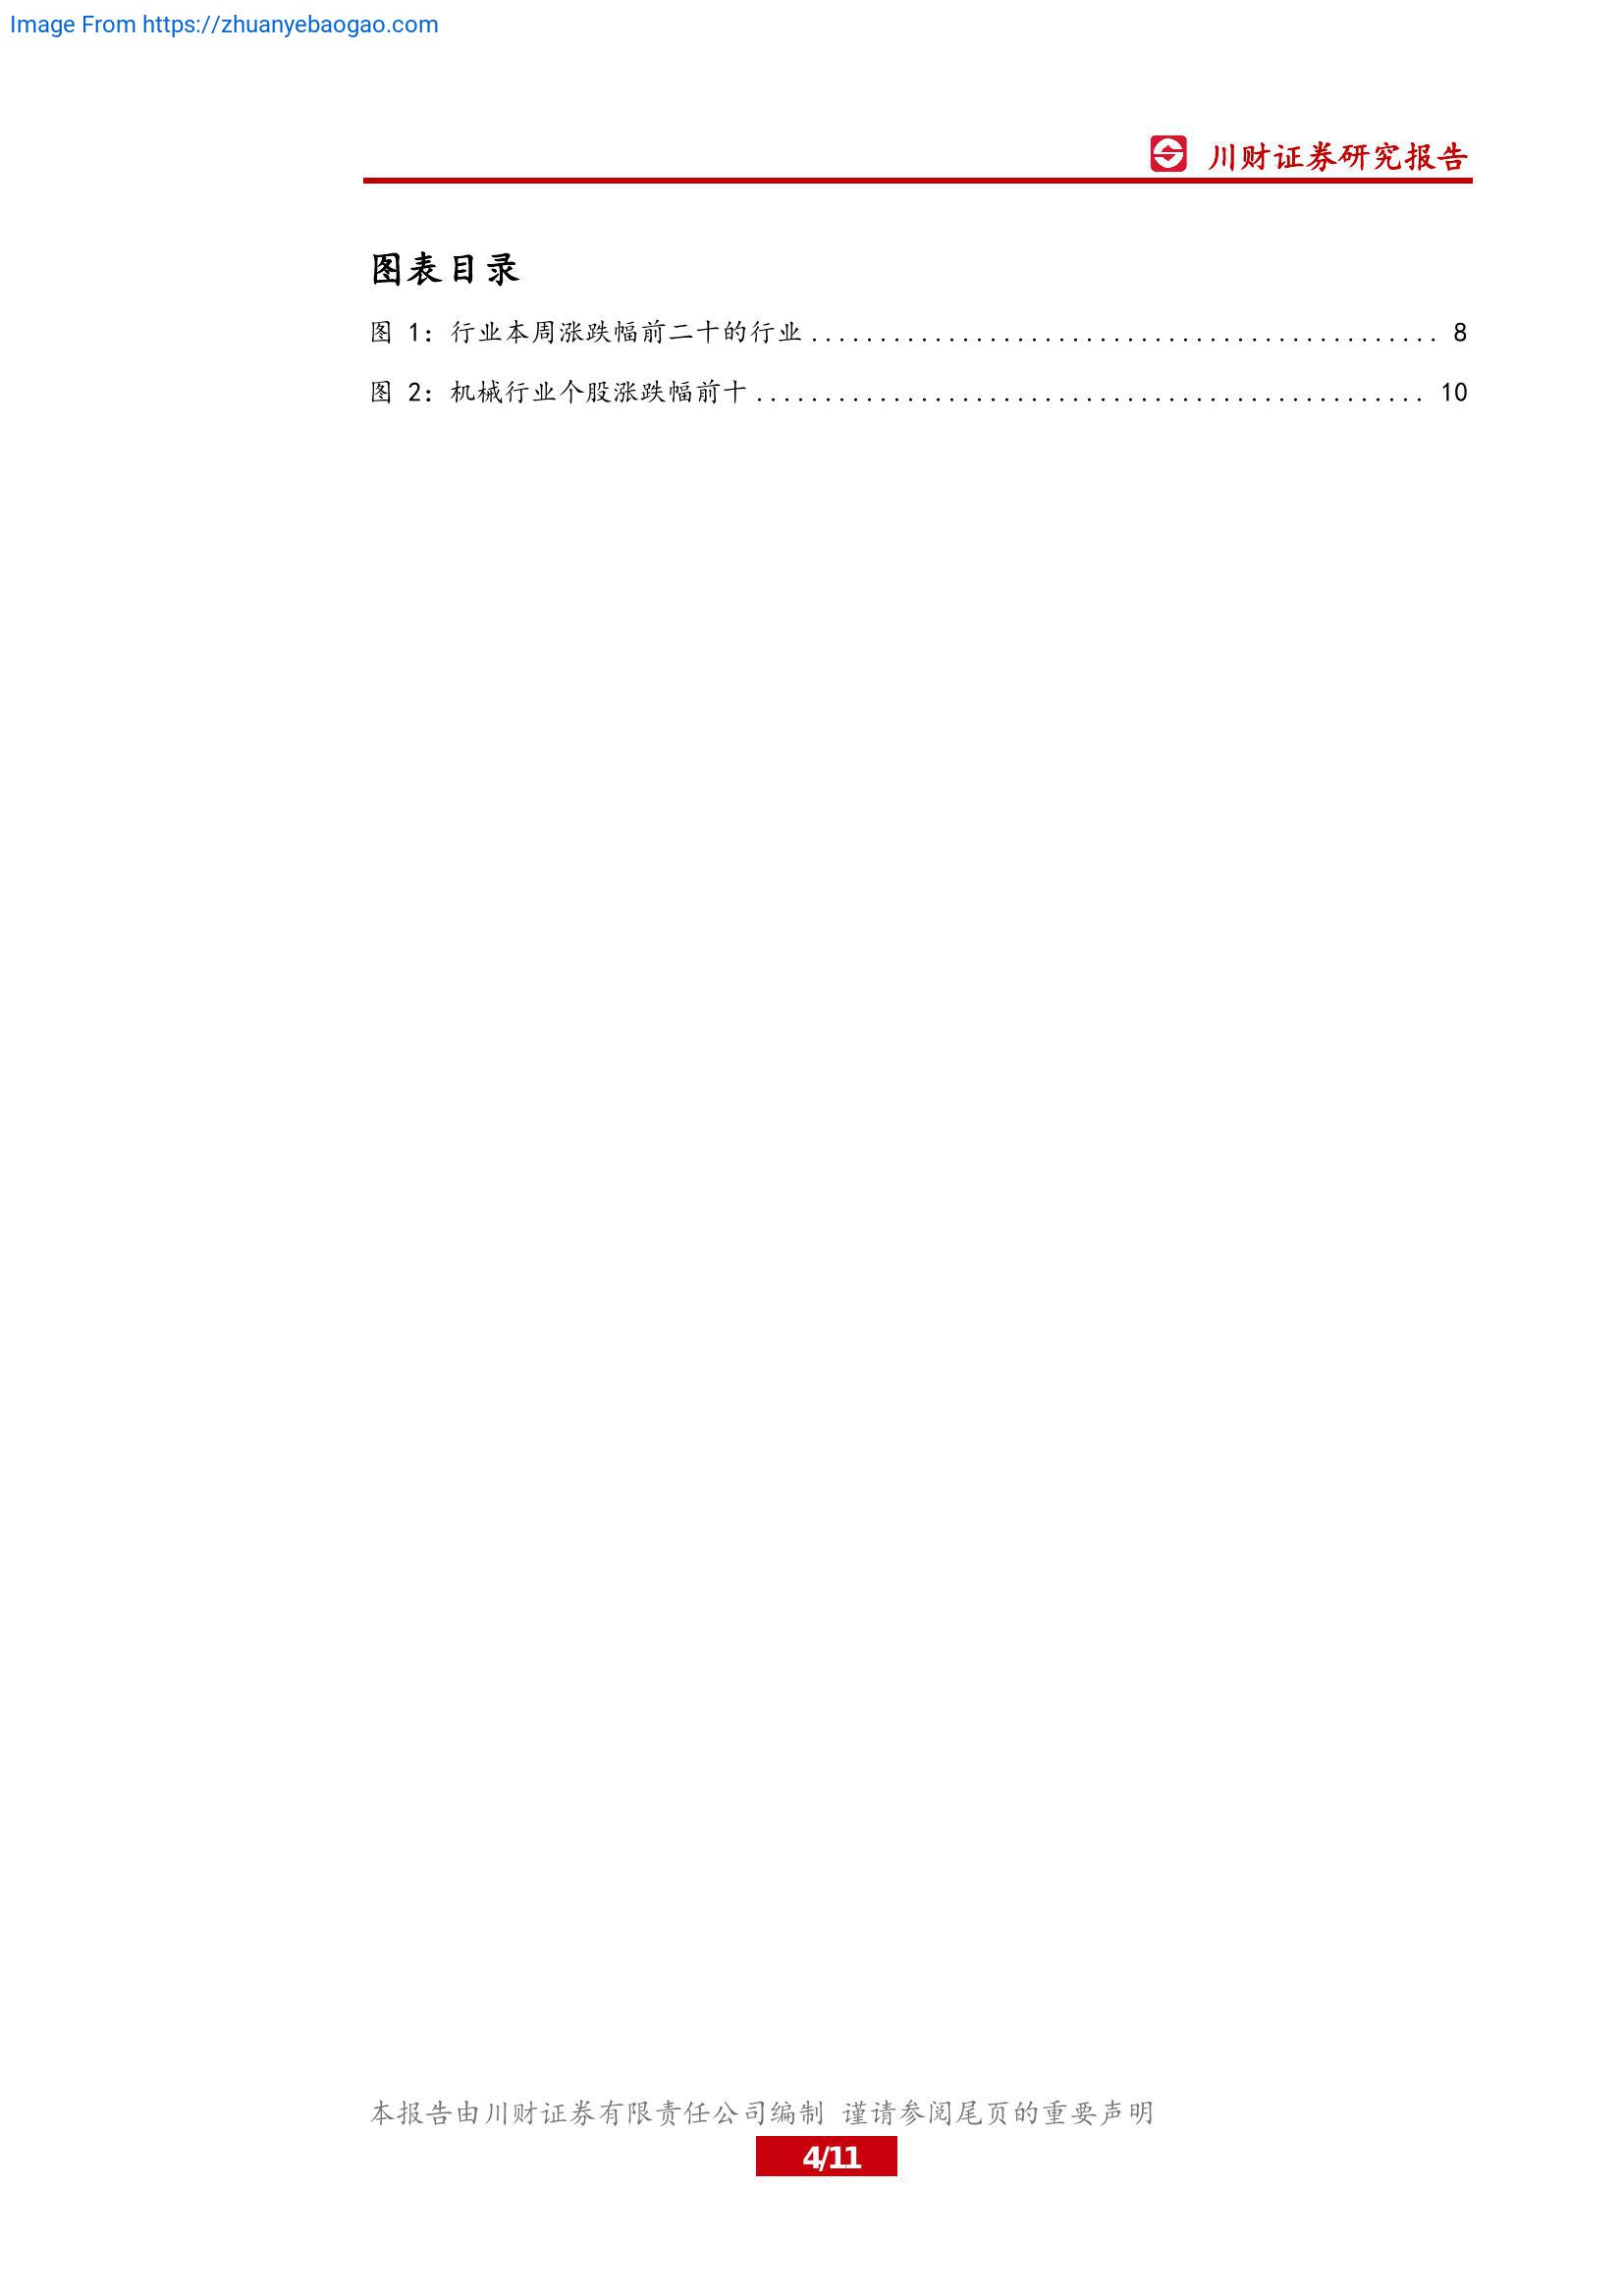 Image From https://zhuanyebaogao.com
川财证券研究报告
图表目录
图 1: 行业本周涨跌幅前二十的行业 .............................................. 8
图 2: 机械行业个股涨跌幅前十 ................................................. 10
本报告由川财证券有限责任公司编制 谨请参阅尾页的重要声明
4/11